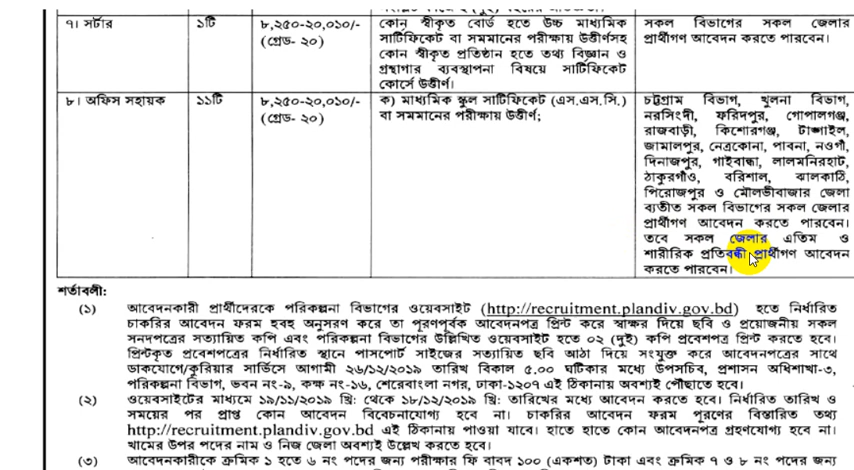 ৭। সর্টার
১টি
৮,২৫০-২০,০১০/-
(গ্রেড- ২০)
কোন স্বীকৃত বোর্ড হতে উচ্চ মাধ্যমিক
সার্টিফিকেট বা সমমানের পরীক্ষায় উত্তীর্ণসহ
কোন স্বীকৃত প্রতিষ্ঠান হতে তথ্য বিজ্ঞান ও
গ্রন্থাগার ব্যবস্থাপনা বিষয়ে সার্টিফিকেট
কোর্সে উত্তীর্ণ।
সকল বিভাগের সকল জেলার
প্রার্থীগণ আবেদন করতে পারবেন।
৮। অফিস সহায়ক
১১টি
৮,২৫০-২০,০১০/-
(গ্রেড- ২০)
ক) মাধ্যমিক স্কুল সার্টিফিকেট (এস.এস.সি.)
বা সমমানের পরীক্ষায় উত্তীর্ণ;
চট্টগ্রাম বিভাগ, খুলনা বিভাগ,
নরসিংদী, ফরিদপুর, গোপালগঞ্জ,
রাজবাড়ী, কিশোরগঞ্জ, টাঙ্গাইল,
জামালপুর, নেত্রকোনা, পাবনা, নওগাঁ,
দিনাজপুর, গাইবান্ধা, লালমনিরহাট,
ঠাকুরগাঁও, বরিশাল, ঝালকাঠি,
পিরোজপুর ও মৌলভীবাজার জেলা
ব্যতীত সকল বিভাগের সকল জেলার
প্রার্থীগণ আবেদন করতে পারবেন।
তবে সকল জেলার এতিম ও
শারীরিক প্রতিবন্ধী প্রার্থীগণ আবেদন
করতে পারবেন।
শর্তাবলী:
(১) আবেদনকারী প্রার্থীদেরকে পরিকল্পনা বিভাগের ওয়েবসাইট (http://recruitment.plandiv.gov.bd) হতে নির্ধারিত
চাকরির আবেদন ফরম হুবহু অনুসরণ করে তা পূরণপূর্বক আবেদনপত্র প্রিন্ট করে স্বাক্ষর দিয়ে ছবি ও প্রয়োজনীয় সকল
সনদপত্রের সত্যায়িত কপি এবং পরিকল্পনা বিভাগের উল্লিখিত ওয়েবসাইট হতে ০২ (দুই) কপি প্রবেশপত্র প্রিন্ট করতে হবে।
প্রিন্টকৃত প্রবেশপত্রের নির্ধারিত স্থানে পাসপোর্ট সাইজের সত্যায়িত ছবি আঠা দিয়ে সংযুক্ত করে আবেদনপত্রের সাথে
ডাকযোগে/কুরিয়ার সার্ভিসে আগামী ২৬/১২/২০১৯ তারিখ বিকাল ৫.০০ ঘটিকার মধ্যে উপসচিব, প্রশাসন অধিশাখা-৩,
পরিকল্পনা বিভাগ, ভবন নং-৯, কক্ষ নং-১৬, শেরেবাংলা নগর, ঢাকা-১২০৭ এই ঠিকানায় অবশ্যই পৌছাতে হবে।
(২) ওয়েবসাইটের মাধ্যমে ১৯/১১/২০১৯ খ্রি: থেকে ১৮/১২/২০১৯ খ্রি: তারিখের মধ্যে আবেদন করতে হবে। নির্ধারিত তারিখ ও
সময়ের পর প্রাপ্ত কোন আবেদন বিবেচনাযোগ্য হবে না। চাকরির আবেদন ফরম পূরণের বিস্তারিত তথ্য
http://recruitment.plandiv.gov.bd এই ঠিকানায় পাওয়া যাবে। হাতে হাতে কোন আবেদনপত্র গ্রহণযোগ্য হবে না।
খামের উপর পদের নাম ও নিজ জেলা অবশ্যই উল্লেখ করতে হবে।
(৩) আবেদনকারীকে ক্রমিক ১ হতে ৬ নং পদের জন্য পরীক্ষার ফি বাবদ ১০০ (একশত) টাকা এবং ক্রমিক ৭ ও ৮ নং পদের জন্য